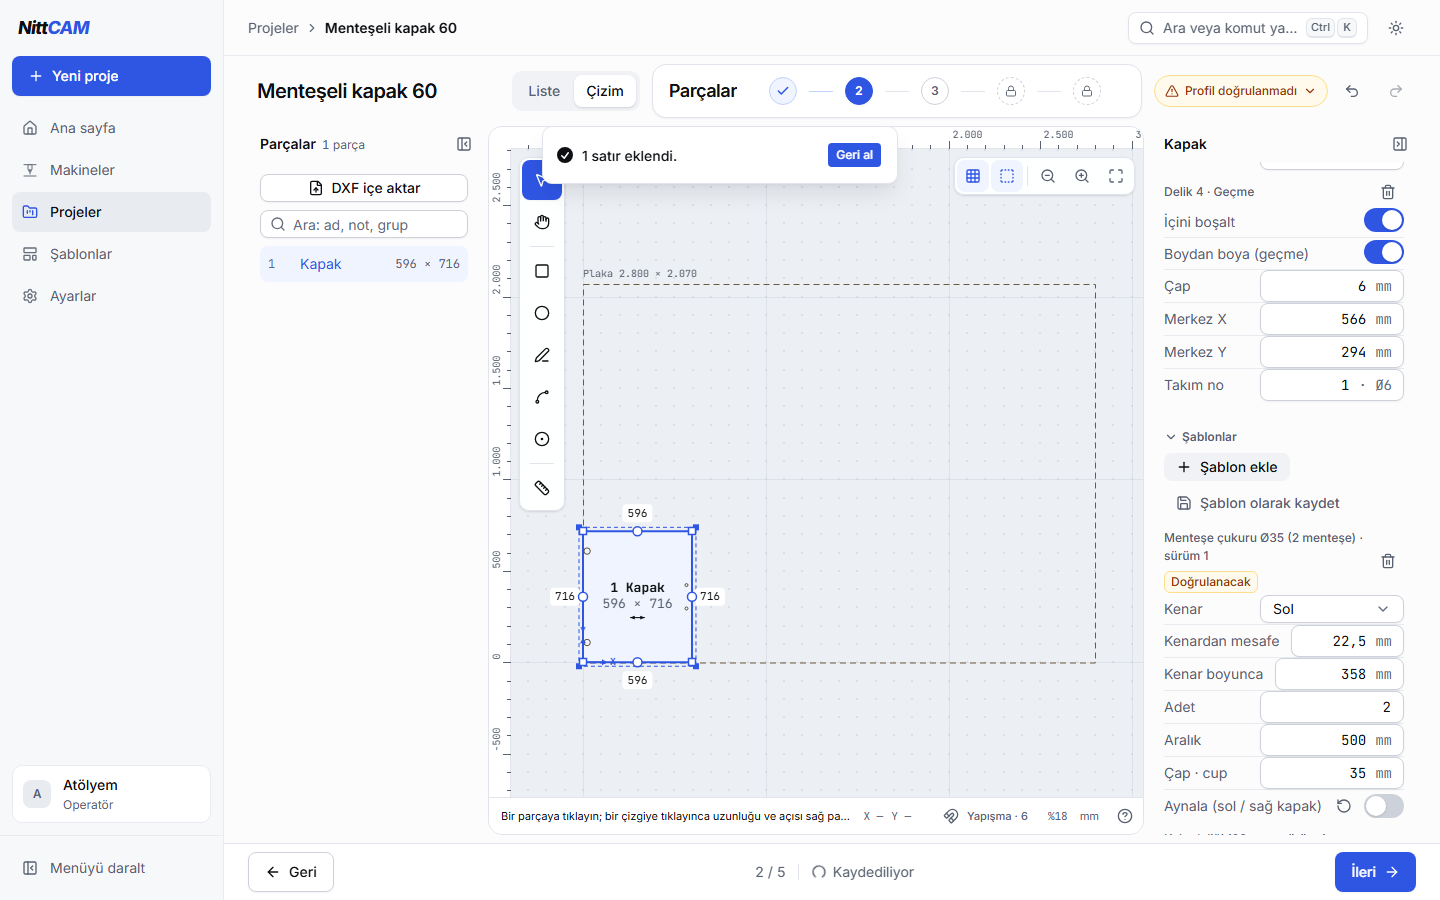 NittCAM
Yeni proje
Ana sayfa
Makineler
Projeler
Şablonlar
Ayarlar
A
Atölyem
Operatör
Menüyü daralt
Projeler
Menteşeli kapak 60
Ara veya komut ya...
Ctrl
K
Menteşeli kapak 60
Liste
Çizim
Parçalar
2
3
Profil doğrulanmadı
Parçalar 1 parça
DXF içe aktar
Ara: ad, not, grup
1 Kapak 596 × 716
1 satır eklendi.
Geri al
2.000
2.500
3
2.500
2.000
1.500
1.000
500
0
-500
Plaka 2.800 × 2.070
596
716
1 Kapak
596 × 716
716
X
596
Bir parçaya tıklayın; bir çizgiye tıklayınca uzunluğu ve açısı sağ pa...
X — Y —
Yapışma · 6
%18
mm
Kapak
Delik 4 · Geçme
İçini boşalt
Boydan boya (geçme)
Çap 6 mm
Merkez X 566 mm
Merkez Y 294 mm
Takım no 1 · Ø6
Şablonlar
Şablon ekle
Şablon olarak kaydet
Menteşe çukuru Ø35 (2 menteşe) ·
sürüm 1
Doğrulanacak
Kenar Sol
Kenardan mesafe 22,5 mm
Kenar boyunca 358 mm
Adet 2
Aralık 500 mm
Çap · cup 35 mm
Aynala (sol / sağ kapak)
Geri
2 / 5
Kaydediliyor
İleri